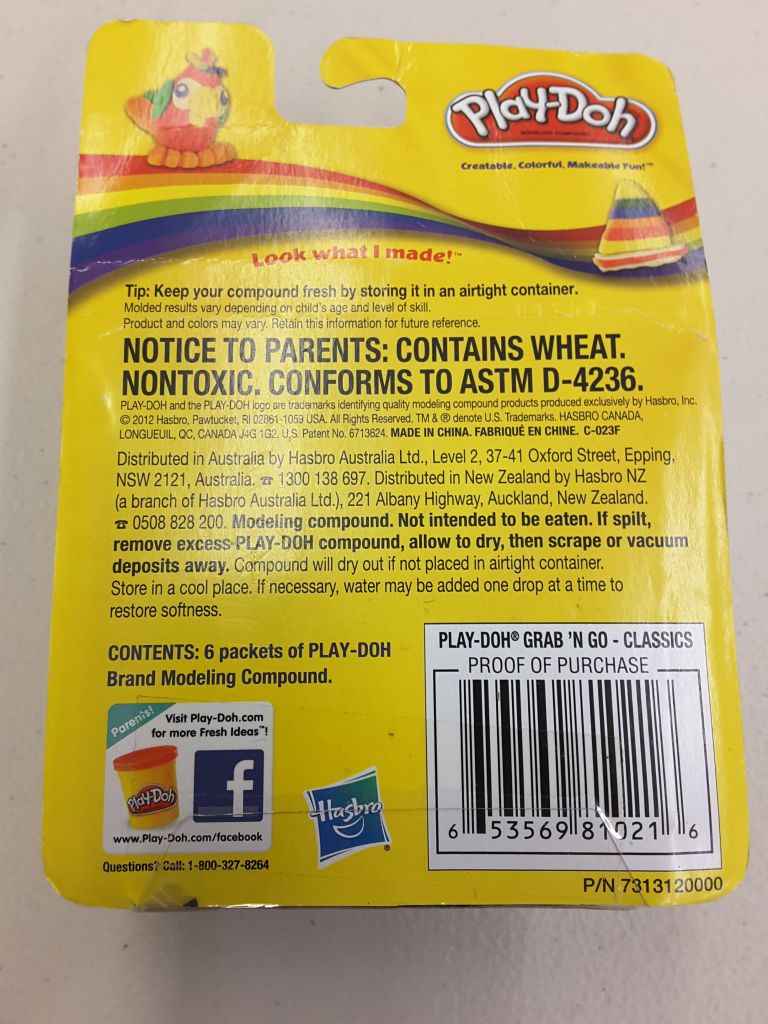 PLAY-DOH
MODELING COMPOUND
Creatable. Colorful. Makeable Fun!™
Look what I made!™
Tip: Keep your compound fresh by storing it in an airtight container.
Molded results vary depending on child's age and level of skill.
Product and colors may vary. Retain this information for future reference.
NOTICE TO PARENTS: CONTAINS WHEAT.
NONTOXIC. CONFORMS TO ASTM D-4236.
PLAY-DOH and the PLAY-DOH logo are trademarks identifying quality modeling compound products produced exclusively by Hasbro, Inc.
© 2012 Hasbro, Pawtucket, RI 02861-1059 USA. All Rights Reserved. TM & ® denote U.S. Trademarks. HASBRO CANADA,
LONGUEUIL, QC, CANADA J4G 1G2. U.S. Patent No. 6713624. MADE IN CHINA. FABRIQUÉ EN CHINE. C-023F
Distributed in Australia by Hasbro Australia Ltd., Level 2, 37-41 Oxford Street, Epping,
NSW 2121, Australia. ☎ 1300 138 697. Distributed in New Zealand by Hasbro NZ
(a branch of Hasbro Australia Ltd.), 221 Albany Highway, Auckland, New Zealand.
☎ 0508 828 200. Modeling compound. Not intended to be eaten. If spilt,
remove excess PLAY-DOH compound, allow to dry, then scrape or vacuum
deposits away. Compound will dry out if not placed in airtight container.
Store in a cool place. If necessary, water may be added one drop at a time to
restore softness.
CONTENTS: 6 packets of PLAY-DOH
Brand Modeling Compound.
Parents!
Visit Play-Doh.com
for more Fresh Ideas™!
Play-Doh
f
www.Play-Doh.com/facebook
Questions? Call: 1-800-327-8264
Hasbro®
PLAY-DOH® GRAB 'N GO - CLASSICS
PROOF OF PURCHASE
6 53569 81021 6
P/N 7313120000